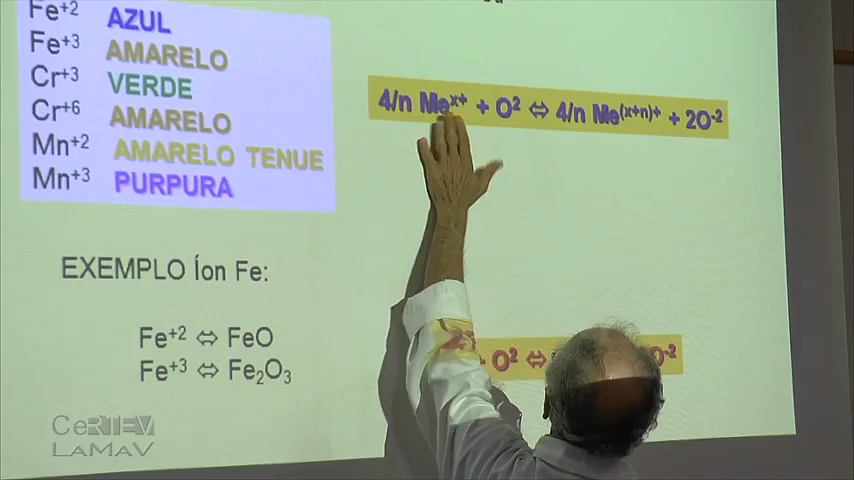 Fe+2 AZUL
Fe+3 AMARELO
Cr+3 VERDE
Cr+6 AMARELO
Mn+2 AMARELO TENUE
Mn+3 PURPURA
4/n Meˣ⁺ + O² ⇔ 4/n Me⁽ˣ⁺ⁿ⁾⁺ + 2O⁻²
EXEMPLO Íon Fe:
Fe+2 ⇔ FeO
Fe+3 ⇔ Fe₂O₃
+ O² ⇔
CeRTEV
LaMaV